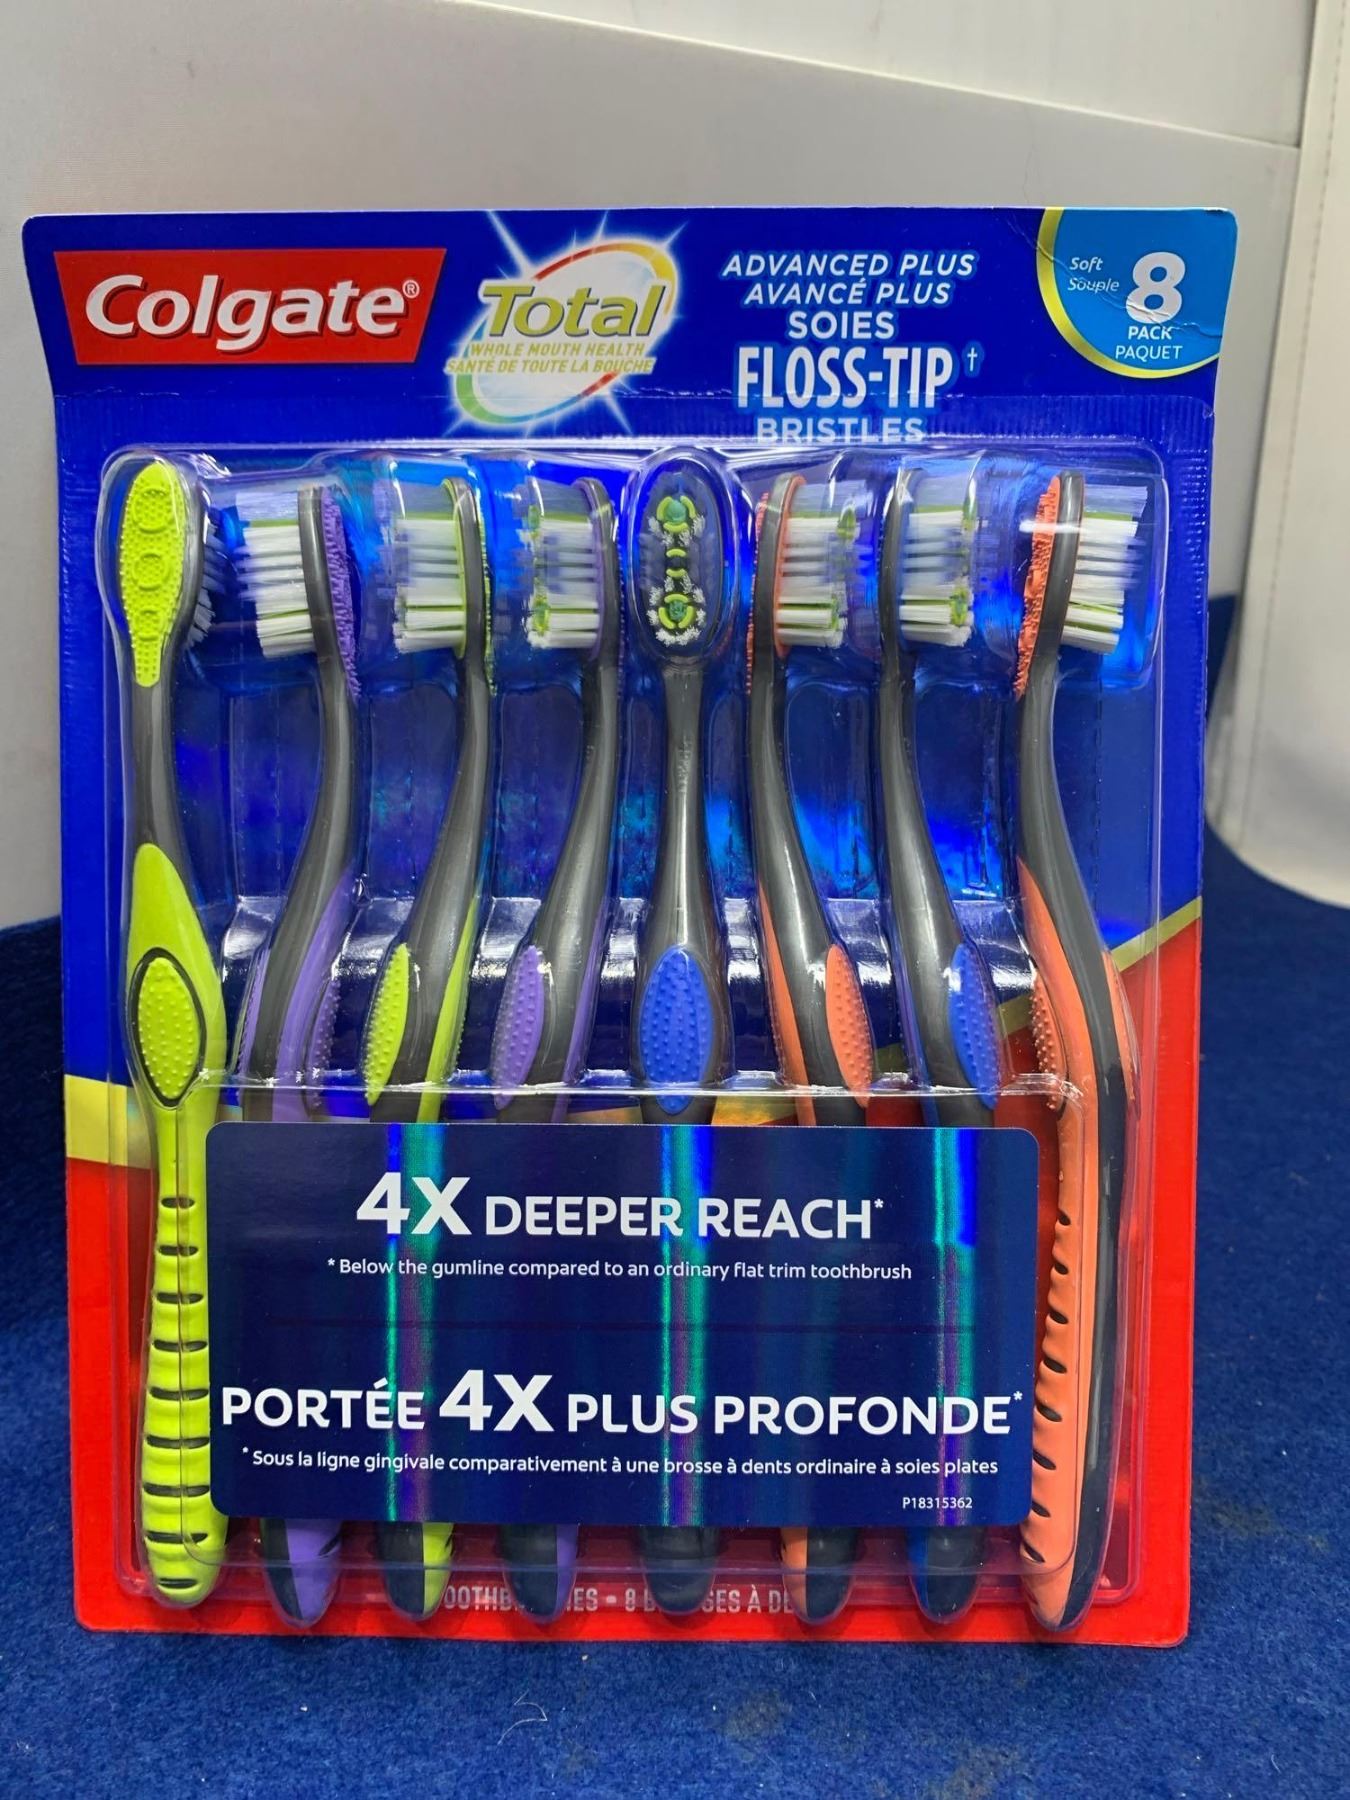 Colgate®
Total
WHOLE MOUTH HEALTH
SANTÉ DE TOUTE LA BOUCHE
ADVANCED PLUS
AVANCÉ PLUS
SOIES
FLOSS-TIP†
BRISTLES
Soft
Souple
8
PACK
PAQUET
4X DEEPER REACH*
* Below the gumline compared to an ordinary flat trim toothbrush
PORTÉE 4X PLUS PROFONDE*
* Sous la ligne gingivale comparativement à une brosse à dents ordinaire à soies plates
P18315362
• 8